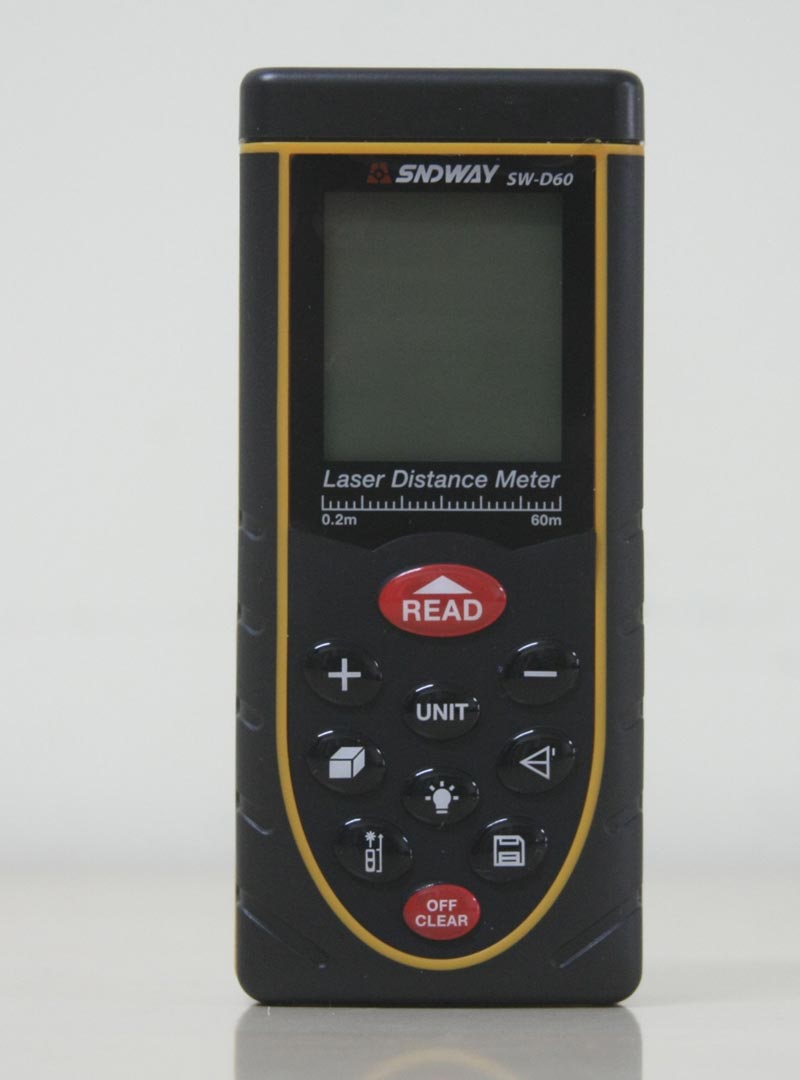 SNDWAY SW-D60
Laser Distance Meter
0.2m 60m
READ
+ −
UNIT
OFF
CLEAR